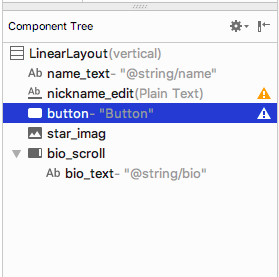 Component Tree
LinearLayout(vertical)
Ab name_text- "@string/name"
Ab nickname_edit(Plain Text)
button- "Button"
star_imag
bio_scroll
Ab bio_text- "@string/bio"